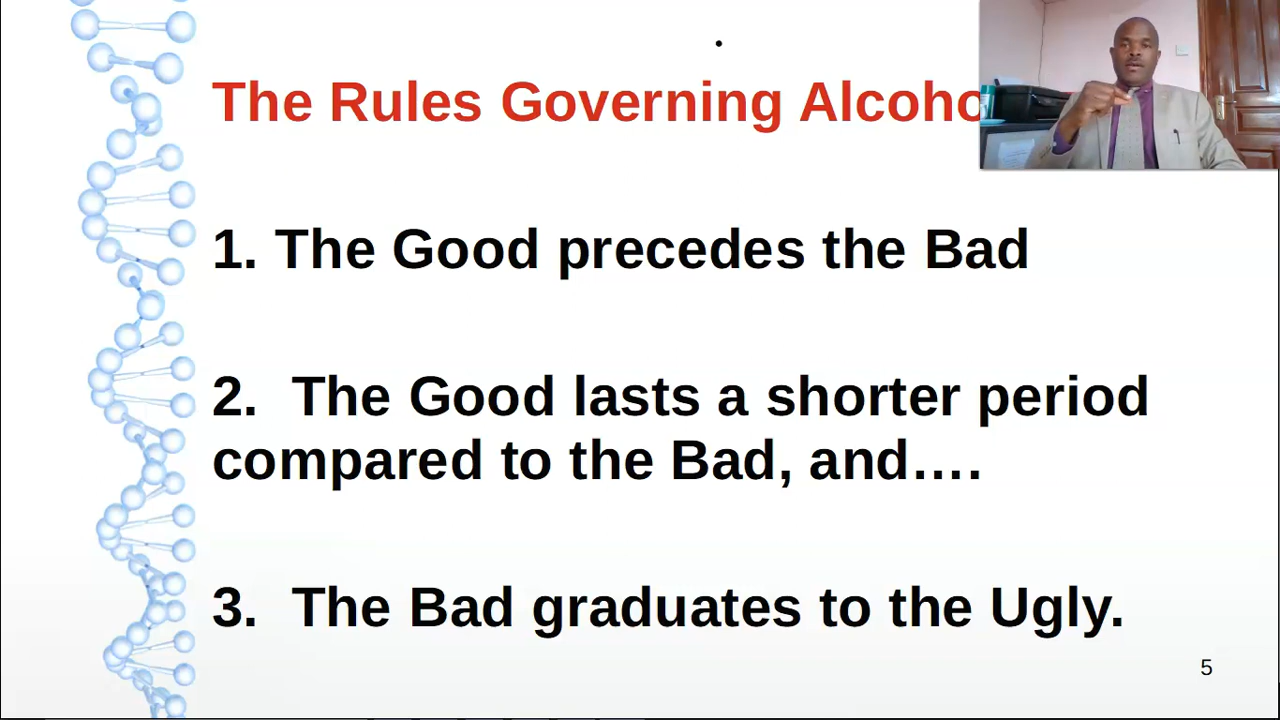 The Rules Governing
1. The Good precedes the Bad
2. The Good lasts a shorter period
compared to the Bad, and….
3. The Bad graduates to the Ugly.
5